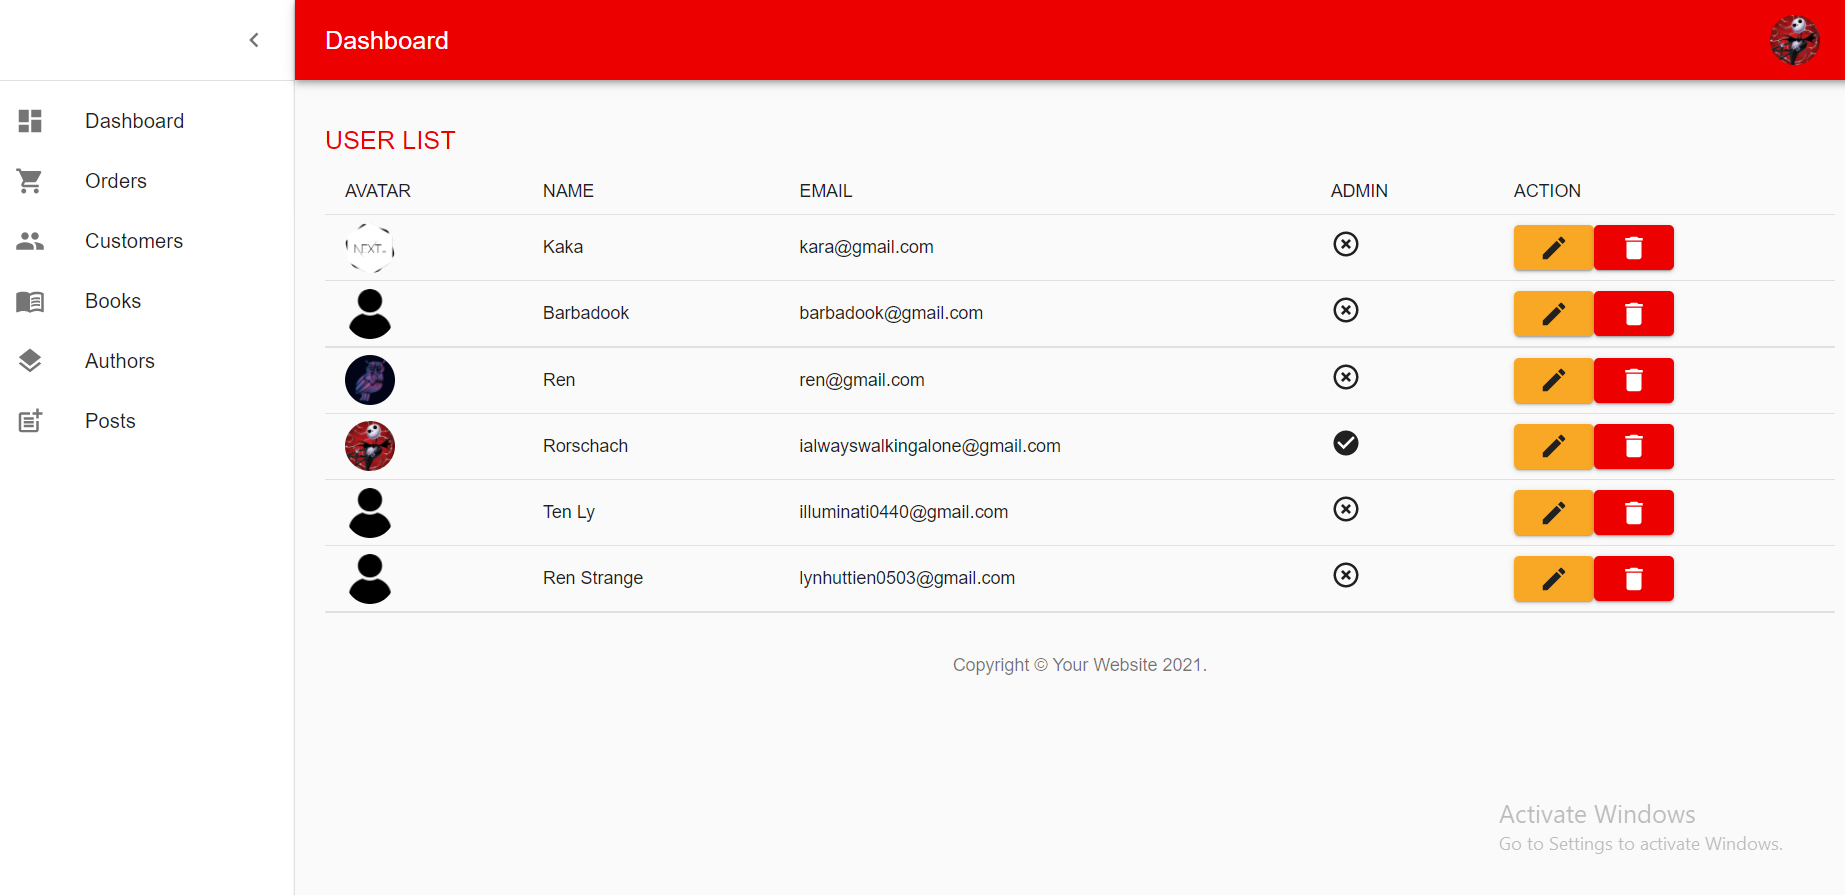 Dashboard
Dashboard
Orders
Customers
Books
Authors
Posts
USER LIST
AVATAR NAME EMAIL ADMIN ACTION
NEXT
Kaka kara@gmail.com
Barbadook barbadook@gmail.com
Ren ren@gmail.com
Rorschach ialwayswalkingalone@gmail.com
Ten Ly illuminati0440@gmail.com
Ren Strange lynhuttien0503@gmail.com
Copyright © Your Website 2021.
Activate Windows
Go to Settings to activate Windows.